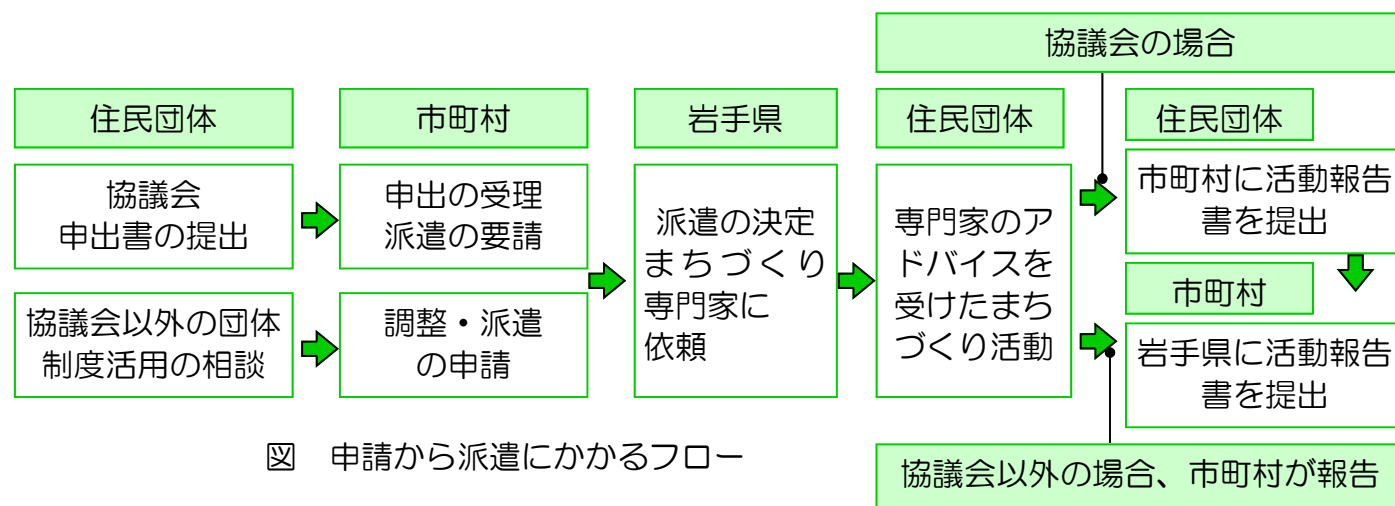 協議会の場合
住民団体
市町村
岩手県
住民団体
住民団体
協議会
申出書の提出
申出の受理
派遣の要請
派遣の決定
まちづくり
専門家に
依頼
専門家のア
ドバイスを
受けたまち
づくり活動
市町村に活動報告
書を提出
市町村
協議会以外の団体
制度活用の相談
調整・派遣
の申請
岩手県に活動報告
書を提出
図　申請から派遣にかかるフロー
協議会以外の場合、市町村が報告